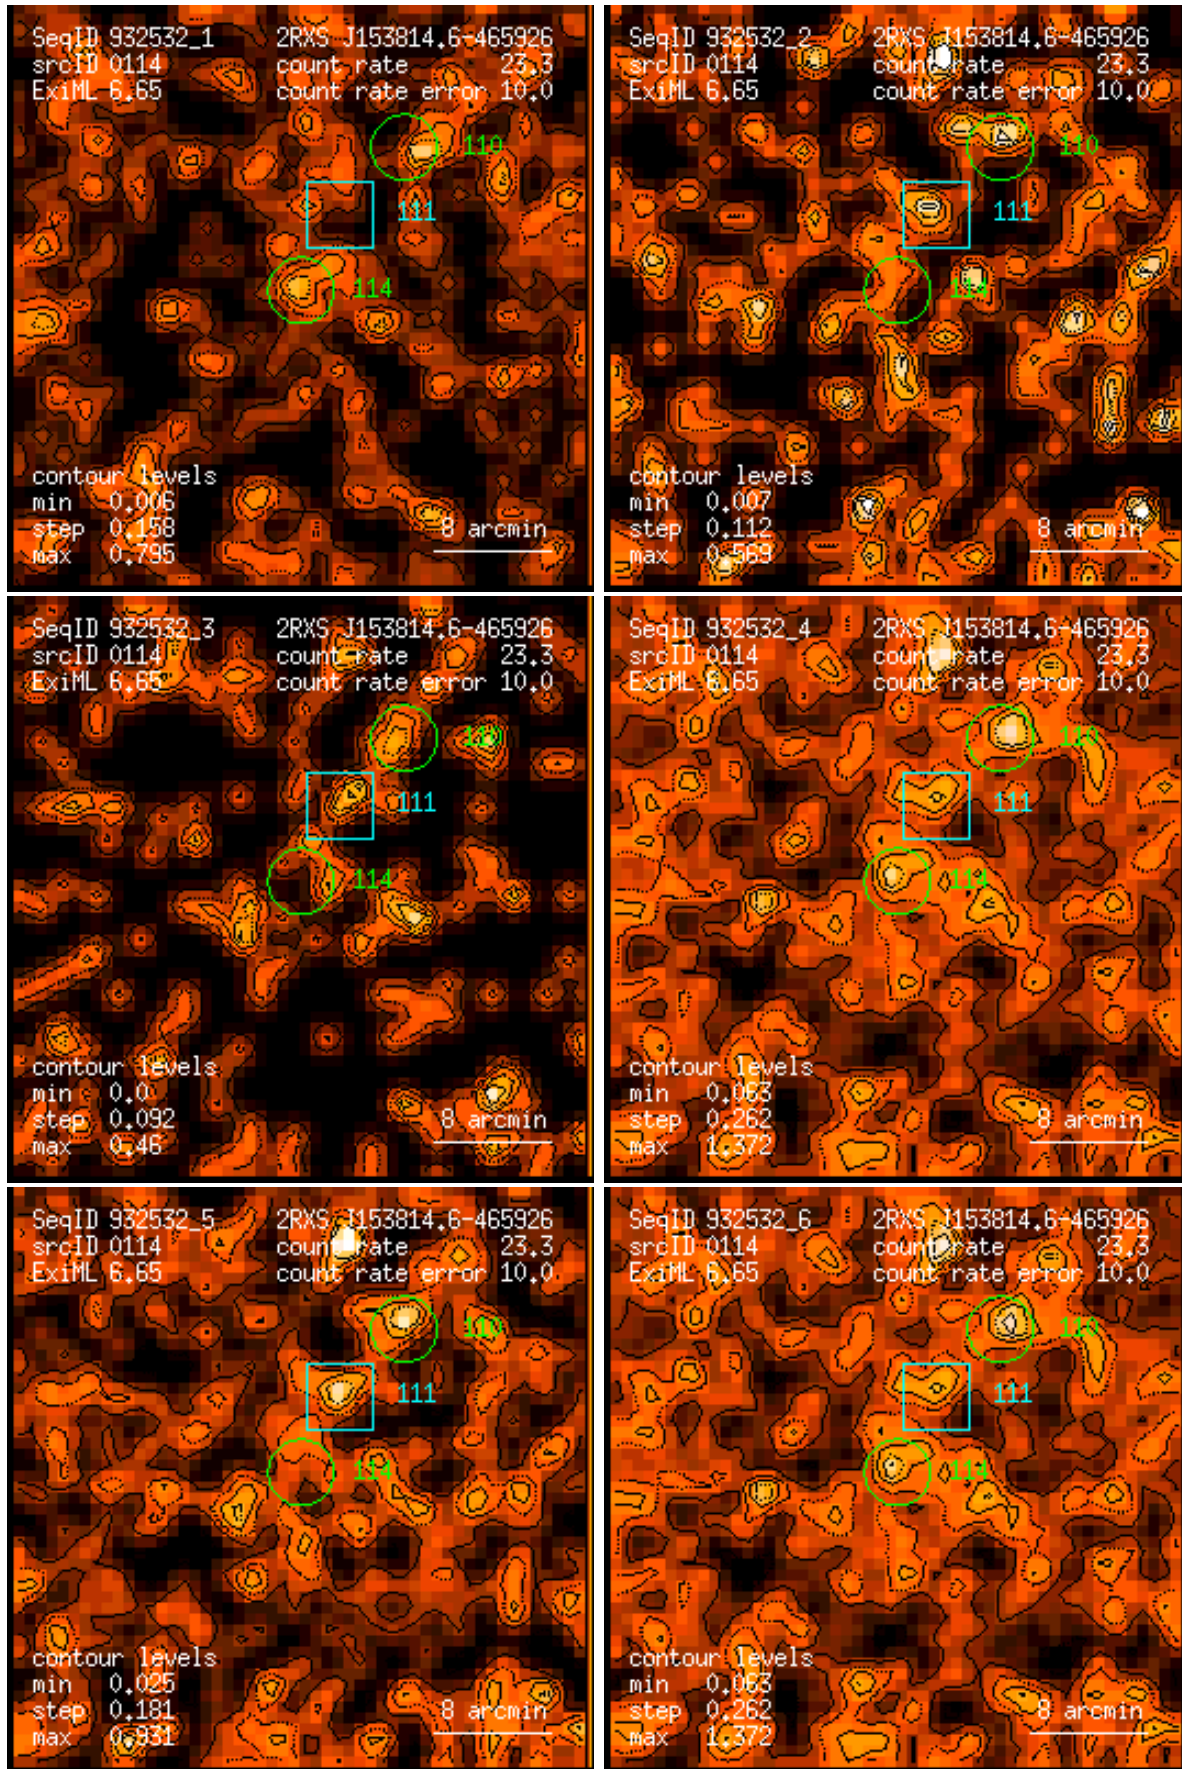 SeqID 932532_1 2RXS J153814.6-465926
srcID 0114 count rate 23.3
ExiML 6.65 count rate error 10.0
110
111
114
contour levels
min 0.006
step 0.158 8 arcmin
max 0.795
SeqID 932532_2 2RXS J153814.6-465926
srcID 0114 count rate 23.3
ExiML 6.65 count rate error 10.0
110
111
114
contour levels
min 0.007
step 0.112 8 arcmin
max 0.569
SeqID 932532_3 2RXS J153814.6-465926
srcID 0114 count rate 23.3
ExiML 6.65 count rate error 10.0
110
111
114
contour levels
min 0.0
step 0.092 8 arcmin
max 0.46
SeqID 932532_4 2RXS J153814.6-465926
srcID 0114 count rate 23.3
ExiML 6.65 count rate error 10.0
110
111
114
contour levels
min 0.063
step 0.262 8 arcmin
max 1.372
SeqID 932532_5 2RXS J153814.6-465926
srcID 0114 count rate 23.3
ExiML 6.65 count rate error 10.0
110
111
114
contour levels
min 0.025
step 0.181 8 arcmin
max 0.931
SeqID 932532_6 2RXS J153814.6-465926
srcID 0114 count rate 23.3
ExiML 6.65 count rate error 10.0
110
111
114
contour levels
min 0.063
step 0.262 8 arcmin
max 1.372